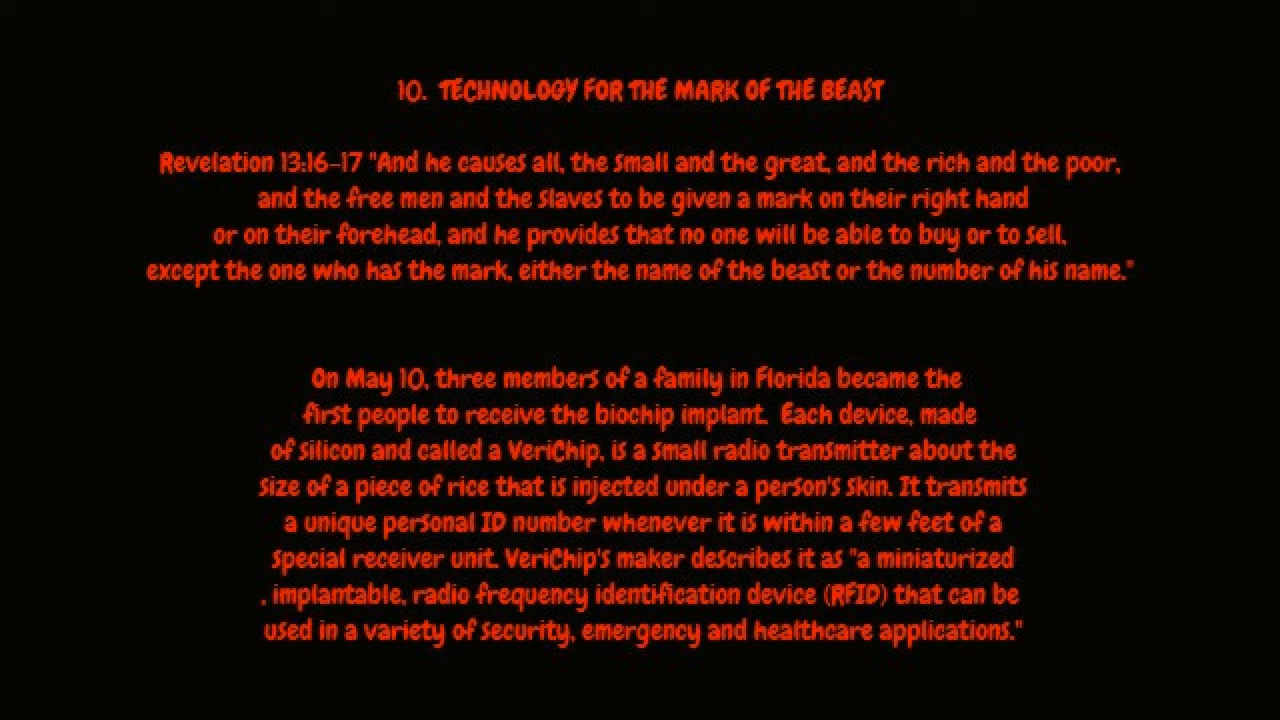 10. TECHNOLOGY FOR THE MARK OF THE BEAST
Revelation 13:16-17 "And he causes all, the small and the great, and the rich and the poor,
and the free men and the slaves to be given a mark on their right hand
or on their forehead, and he provides that no one will be able to buy or to sell,
except the one who has the mark, either the name of the beast or the number of his name."
On May 10, three members of a family in Florida became the
first people to receive the biochip implant. Each device, made
of silicon and called a VeriChip, is a small radio transmitter about the
size of a piece of rice that is injected under a person's skin. It transmits
a unique personal ID number whenever it is within a few feet of a
special receiver unit. VeriChip's maker describes it as "a miniaturized
, implantable, radio frequency identification device (RFID) that can be
used in a variety of security, emergency and healthcare applications."